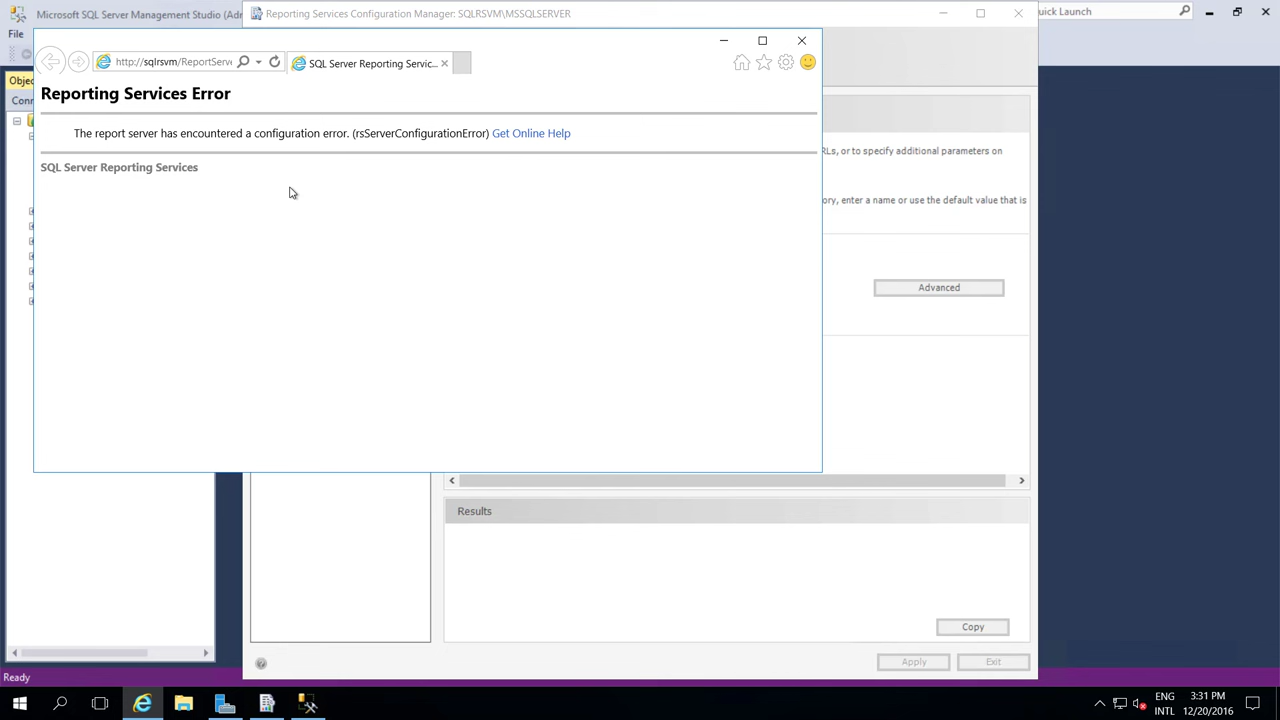 Microsoft SQL Server Management Studio (Adr
Reporting Services Configuration Manager: SQLRSVM\MSSQLSERVER
Quick Launch
File
http://sqlrsvm/ReportServe
SQL Server Reporting Servic...
Objec
Conn
Reporting Services Error
The report server has encountered a configuration error. (rsServerConfigurationError) Get Online Help
SQL Server Reporting Services
RLs, or to specify additional parameters on
ory, enter a name or use the default value that is
Advanced
Results
Copy
Apply
Exit
Ready
ENG
INTL
3:31 PM
12/20/2016